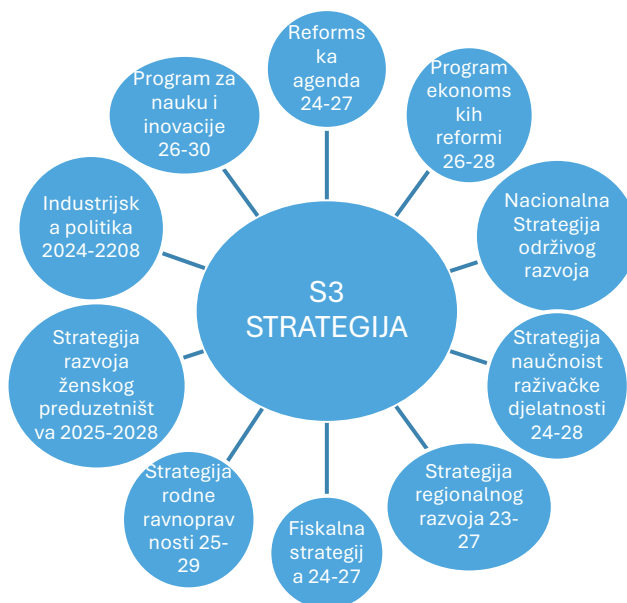 Reforms
ka
agenda
24-27
Program
ekonoms
kih
reformi
26-28
Nacionalna
Strategija
održivog
razvoja
Strategija
naučnoist
raživačke
djelatnosti
24-28
Strategija
regionalnog
razvoja 23-
27
Fiskalna
strategij
a 24-27
Strategija
rodne
ravnoprav
nosti 25-
29
Strategija
razvoja
ženskog
preduzetništ
va 2025-2028
Industrijsk
a politika
2024-2208
Program za
nauku i
inovacije
26-30
S3
STRATEGIJA